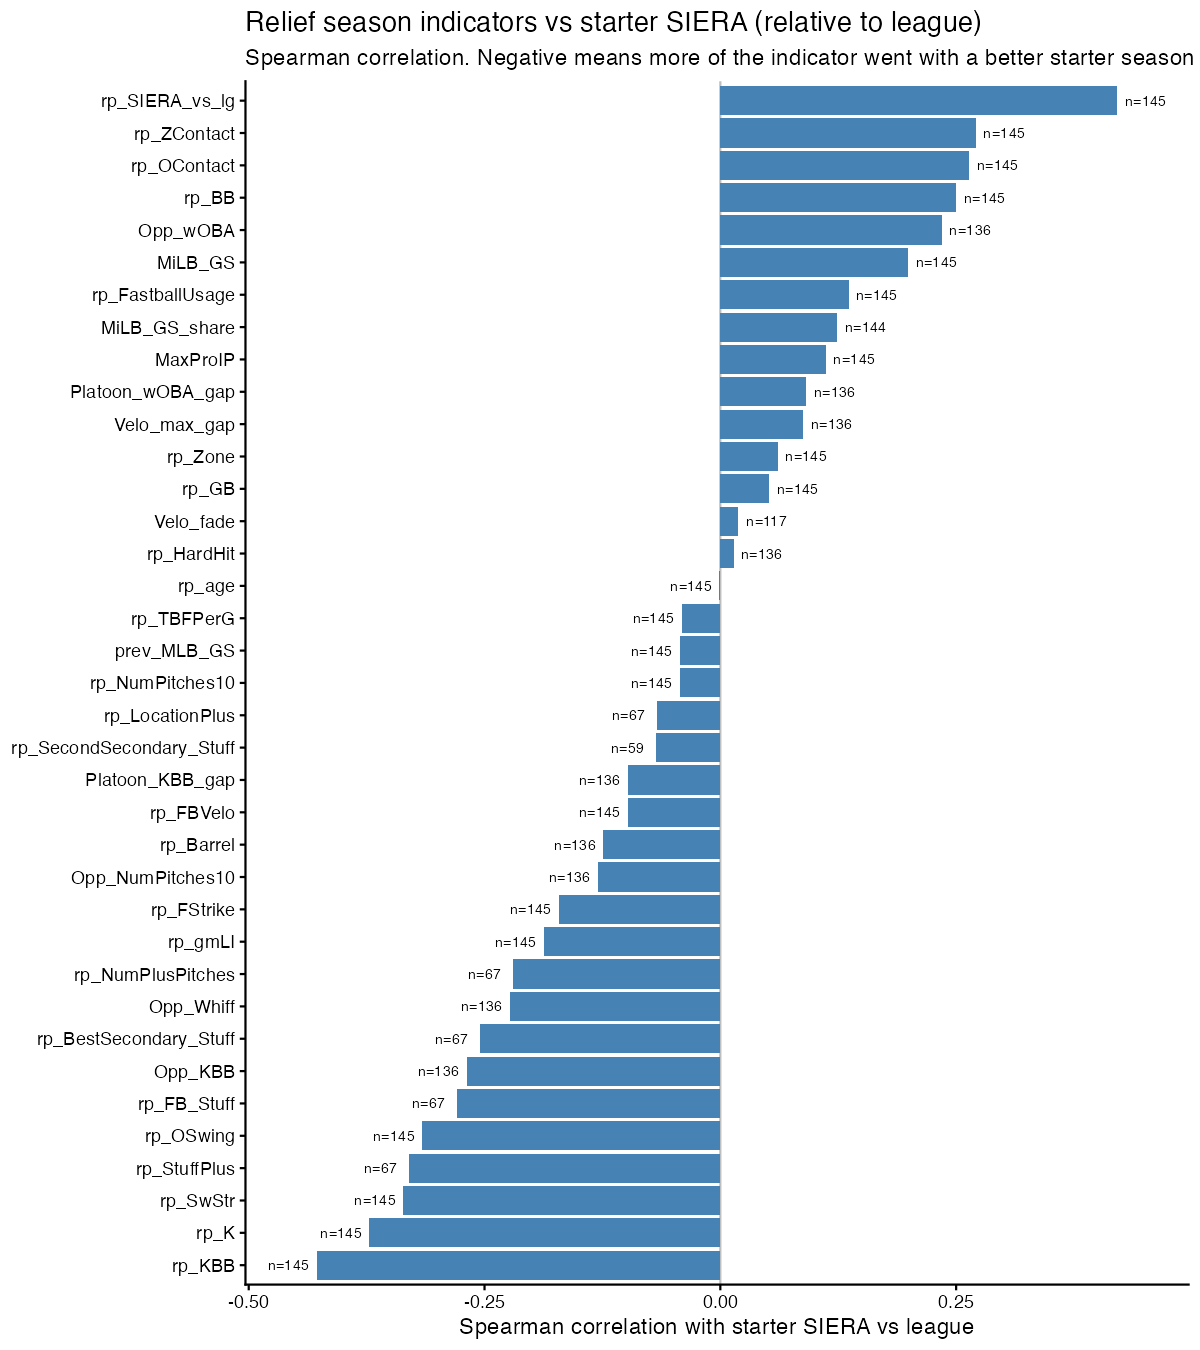 Relief season indicators vs starter SIERA (relative to league)
Spearman correlation. Negative means more of the indicator went with a better starter season
rp_SIERA_vs_lg n=145
rp_ZContact n=145
rp_OContact n=145
rp_BB n=145
Opp_wOBA n=136
MiLB_GS n=145
rp_FastballUsage n=145
MiLB_GS_share n=144
MaxProIP n=145
Platoon_wOBA_gap n=136
Velo_max_gap n=136
rp_Zone n=145
rp_GB n=145
Velo_fade n=117
rp_HardHit n=136
rp_age n=145
rp_TBFPerG n=145
prev_MLB_GS n=145
rp_NumPitches10 n=145
rp_LocationPlus n=67
rp_SecondSecondary_Stuff n=59
Platoon_KBB_gap n=136
rp_FBVelo n=145
rp_Barrel n=136
Opp_NumPitches10 n=136
rp_FStrike n=145
rp_gmLI n=145
rp_NumPlusPitches n=67
Opp_Whiff n=136
rp_BestSecondary_Stuff n=67
Opp_KBB n=136
rp_FB_Stuff n=67
rp_OSwing n=145
rp_StuffPlus n=67
rp_SwStr n=145
rp_K n=145
rp_KBB n=145
-0.50 -0.25 0.00 0.25
Spearman correlation with starter SIERA vs league